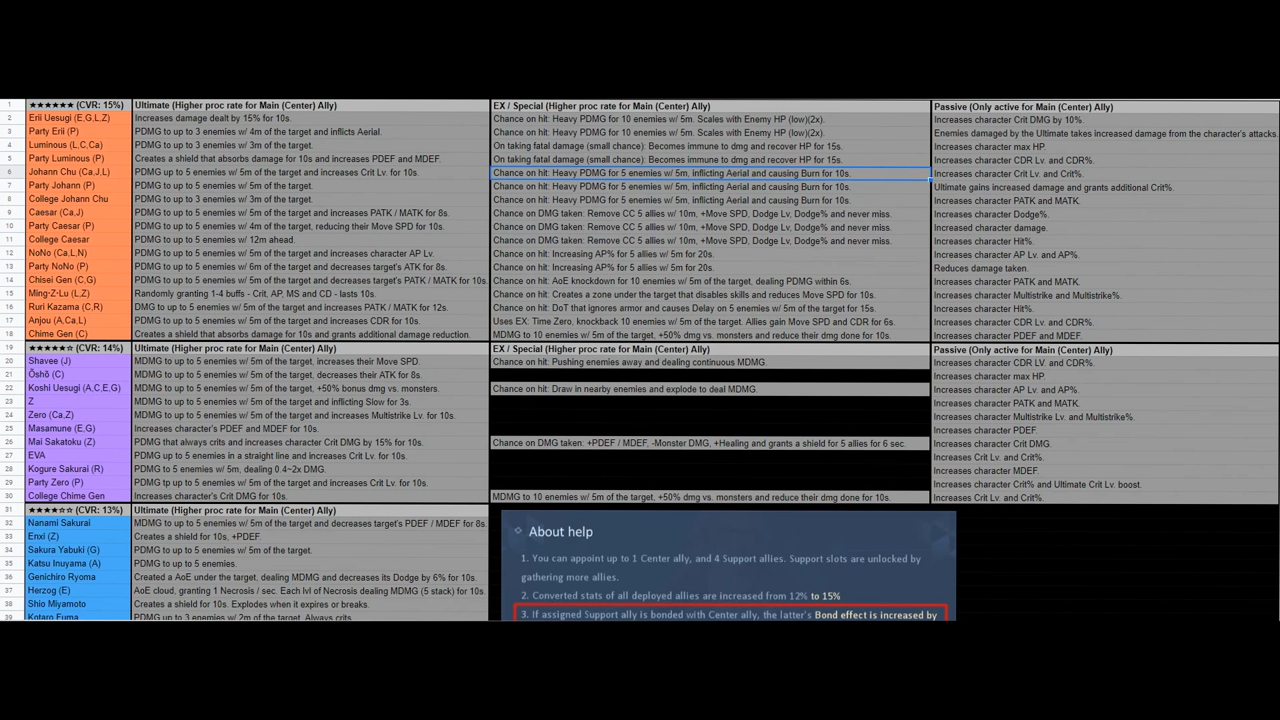 1 ★★★★★★ (CVR: 15%) Ultimate (Higher proc rate for Main (Center) Ally) EX / Special (Higher proc rate for Main (Center) Ally) Passive (Only active for Main (Center) Ally)
2 Erii Uesugi (E,G,L,Z) Increases damage dealt by 15% for 10s. Chance on hit: Heavy PDMG for 10 enemies w/ 5m. Scales with Enemy HP (low)(2x). Increases character Crit DMG by 10%.
3 Party Erii (P) PDMG to up to 3 enemies w/ 4m of the target and inflicts Aerial. Chance on hit: Heavy PDMG for 10 enemies w/ 5m. Scales with Enemy HP (low)(2x). Enemies damaged by the Ultimate takes increased damage from the character's attacks
4 Luminous (L,C,Ca) PDMG to up to 3 enemies w/ 3m of the target. On taking fatal damage (small chance): Becomes immune to dmg and recover HP for 15s. Increases max HP.
5 Party Luminous (P) Creates a shield that absorbs damage for 10s and increases PDEF and MDEF. On taking fatal damage (small chance): Becomes immune to dmg and recover HP for 15s. Increases character CDR Lv. and CDR%.
6 Johann Chu (Ca,J,L) PDMG up to 5 enemies w/ 5m of the target and increases Crit Lv. for 10s. Chance on hit: Heavy PDMG for 5 enemies w/ 5m, inflicting Aerial and causing Burn for 10s. Increases character Crit Lv. and Crit%.
7 Party Johann (P) PDMG to up to 5 enemies w/ 3m of the target. Chance on hit: Heavy PDMG for 5 enemies w/ 5m, inflicting Aerial and causing Burn for 10s. Ultimate gains increased damage and grants additional Crit%.
8 College Johann Chu PDMG to up to 5 enemies w/ 3m of the target. Chance on hit: Heavy PDMG for 5 enemies w/ 5m, inflicting Aerial and causing Burn for 10s. Increases character PATK and MATK.
9 Caesar (Ca,J) PDMG to up to 5 enemies w/ 5m of the target and increases PATK / MATK for 8s. Chance on DMG taken: Remove CC 5 allies w/ 10m, +Move SPD, Dodge Lv, Dodge% and never miss. Increases character Dodge%.
10 Party Caesar (P) PDMG to up to 5 enemies w/ 4m of the target, reducing their Move SPD for 10s. Chance on DMG taken: Remove CC 5 allies w/ 10m, +Move SPD, Dodge Lv, Dodge% and never miss. Increases character damage.
11 College Caesar PDMG to up to 5 enemies w/ 12m ahead. Chance on DMG taken: Remove CC 5 allies w/ 10m, +Move SPD, Dodge Lv, Dodge% and never miss. Increases character Hit%.
12 NoNo (Ca,L,N) PDMG to up to 5 enemies w/ 5m of the target and increases character AP Lv. Chance on hit: Increasing AP% for 5 allies w/ 5m for 20s. Increases character AP Lv. and AP%.
13 Party NoNo (P) PDMG to up to 5 enemies w/ 6m of the target and decreases target's ATK for 8s. Chance on hit: Increasing AP% for 5 allies w/ 5m for 20s. Reduces damage taken.
14 Chisei Gen (C,G) PDMG to up to 5 enemies w/ 5m of the target and decreases target's PATK / MATK for 10s. Chance on hit: AoE knockdown for 10 enemies w/ 5m of the target, dealing PDMG within 6s. Increases character PATK and MATK.
15 Ming-Z-Lu (L,Z) Randomly granting 1-4 buffs - Crit, AP, MS and CD - lasts 10s. Chance on hit: Creates a zone under the target that disables skills and reduces Move SPD for 10s. Increases character Multistrike and Multistrike%.
16 Ruri Kazama (C,R) PDMG to up to 5 enemies w/ 5m of the target and increases PATK / MATK for 12s Chance on hit: DoT that ignores armor and causes Delay on 5 enemies w/ 5m of the target for 15s. Increases character Hit%.
17 Anjou (A,Ca,L) PDMG to up to 5 enemies w/ 5m of the target and increases CDR for 10s. Uses EX: Time Zero, knockback 10 enemies w/ 5m of the target. Allies gain Move SPD and CDR for 6s. Increases character CDR Lv. and CDR%.
18 Chime Gen (C) Creates a shield that absorbs damage for 10s and grants additional damage reduction. MDMG to 10 enemies w/ 5m of the target, +50% dmg vs. monsters and reduce their dmg done for 10s. Increases character PDEF and MDEF.
19 ★★★★★☆ (CVR: 14%) Ultimate (Higher proc rate for Main (Center) Ally) EX / Special (Higher proc rate for Main (Center) Ally) Passive (Only active for Main (Center) Ally)
20 Shavee (J) MDMG to up to 5 enemies w/ 5m of the target, increases their Move SPD. Chance on hit: Pushing enemies away and dealing continuous MDMG. Increases character CDR Lv. and CDR%.
21 Ōshō (C) MDMG to up to 5 enemies w/ 5m of the target, decreases their ATK for 8s. Increases character max HP.
22 Koshi Uesugi (A,C,E,G) MDMG to up to 5 enemies w/ 5m of the target, +50% bonus dmg vs. monsters. Chance on hit: Draw in nearby enemies and explode to deal MDMG. Increases character AP Lv. and AP%.
23 Z MDMG to up to 5 enemies w/ 5m of the target and inflicting Slow for 3s. Increases character PATK and MATK.
24 Zero (Ca,Z) MDMG to up to 5 enemies w/ 5m of the target and increases Multistrike Lv. for 10s. Increases character Multistrike Lv. and Multistrike%.
25 Masamune (E,G) Increases character's PDEF and MDEF for 10s. Increases character PDEF.
26 Mai Sakatoku (Z) PDMG that always crits and increases character Crit DMG by 15% for 10s. Chance on DMG taken: +PDEF / MDEF, -Monster DMG, +Healing and grants a shield for 5 allies for 6 sec. Increases character Crit DMG.
27 EVA PDMG up to 5 enemies in a straight line and increases Crit Lv. for 10s. Increases Crit Lv. and Crit%.
28 Kogure Sakurai (R) PDMG to 5 enemies w/ 5m, dealing 0.4~2x DMG. Increases character MDEF.
29 Party Zero (P) PDMG tp up to 5 enemies w/ 5m of the target and increases Crit Lv. for 10s. Increases character Crit% and Ultimate Crit Lv. boost.
30 College Chime Gen Increases character's Crit DMG for 10s. MDMG to 10 enemies w/ 5m of the target, +50% dmg vs. monsters and reduce their dmg done for 10s. Increases character Crit Lv. and Crit%.
31 ★★★★☆☆ (CVR: 13%) Ultimate (Higher proc rate for Main (Center) Ally)
32 Nanami Sakurai MDMG to up to 5 enemies w/ 5m of the target and decreases target's PDEF / MDEF for 8s.
33 Enxi (Z) Creates a shield for 10s, +PDEF.
34 Sakura Yabuki (G) PDMG to up to 5 enemies w/ 5m of the target.
35 Katsu Inuyama (A) PDMG to up to 5 enemies.
36 Genichiro Ryoma Created a AoE under the target, dealing MDMG and decreases its Dodge by 6% for 10s.
37 Herzog (E) AoE cloud, granting 1 Necrosis / sec. Each lvl of Necrosis dealing MDMG (5 stack) for 10s.
38 Shio Miyamoto Creates a shield for 10s. Explodes when it expires or breaks.
39 Kotaro Fuma PDMG to up to 3 enemies w/ 2m of the target. Always crits.
About help
1. You can appoint up to 1 Center ally, and 4 Support allies. Support slots are unlocked by
gathering more allies.
2. Converted stats of all deployed allies are increased from 12% to 15%
3. If assigned Support ally is bonded with Center ally, the latter's Bond effect is increased by